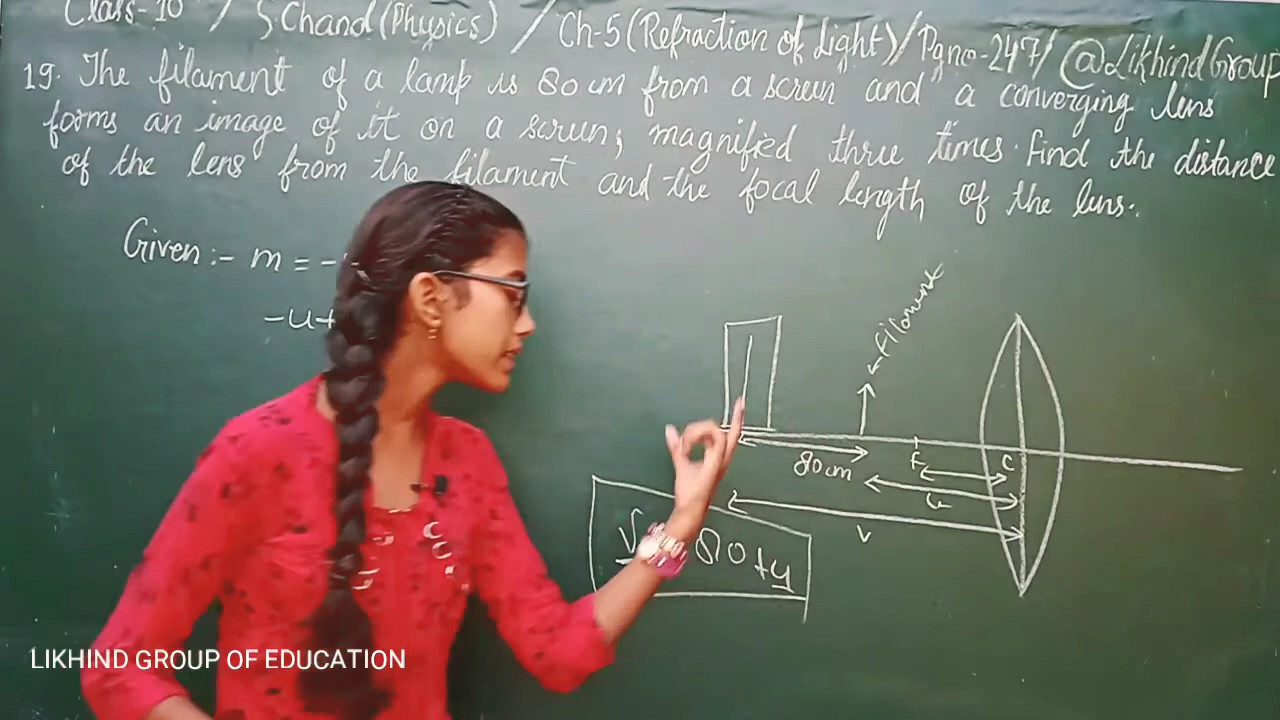 Class-10 / S Chand (Physics) / Ch-5 (Refraction of Light) / Pg no-247 / @LikhindGroup
19. The filament of a lamp is 80 cm from a screen and a converging lens
forms an image of it on a screen, magnified three times. Find the distance
of the lens from the filament and the focal length of the lens.
Given :- m = -
-u+
filament
80cm
F
C
u
v
V 80+u
LIKHIND GROUP OF EDUCATION